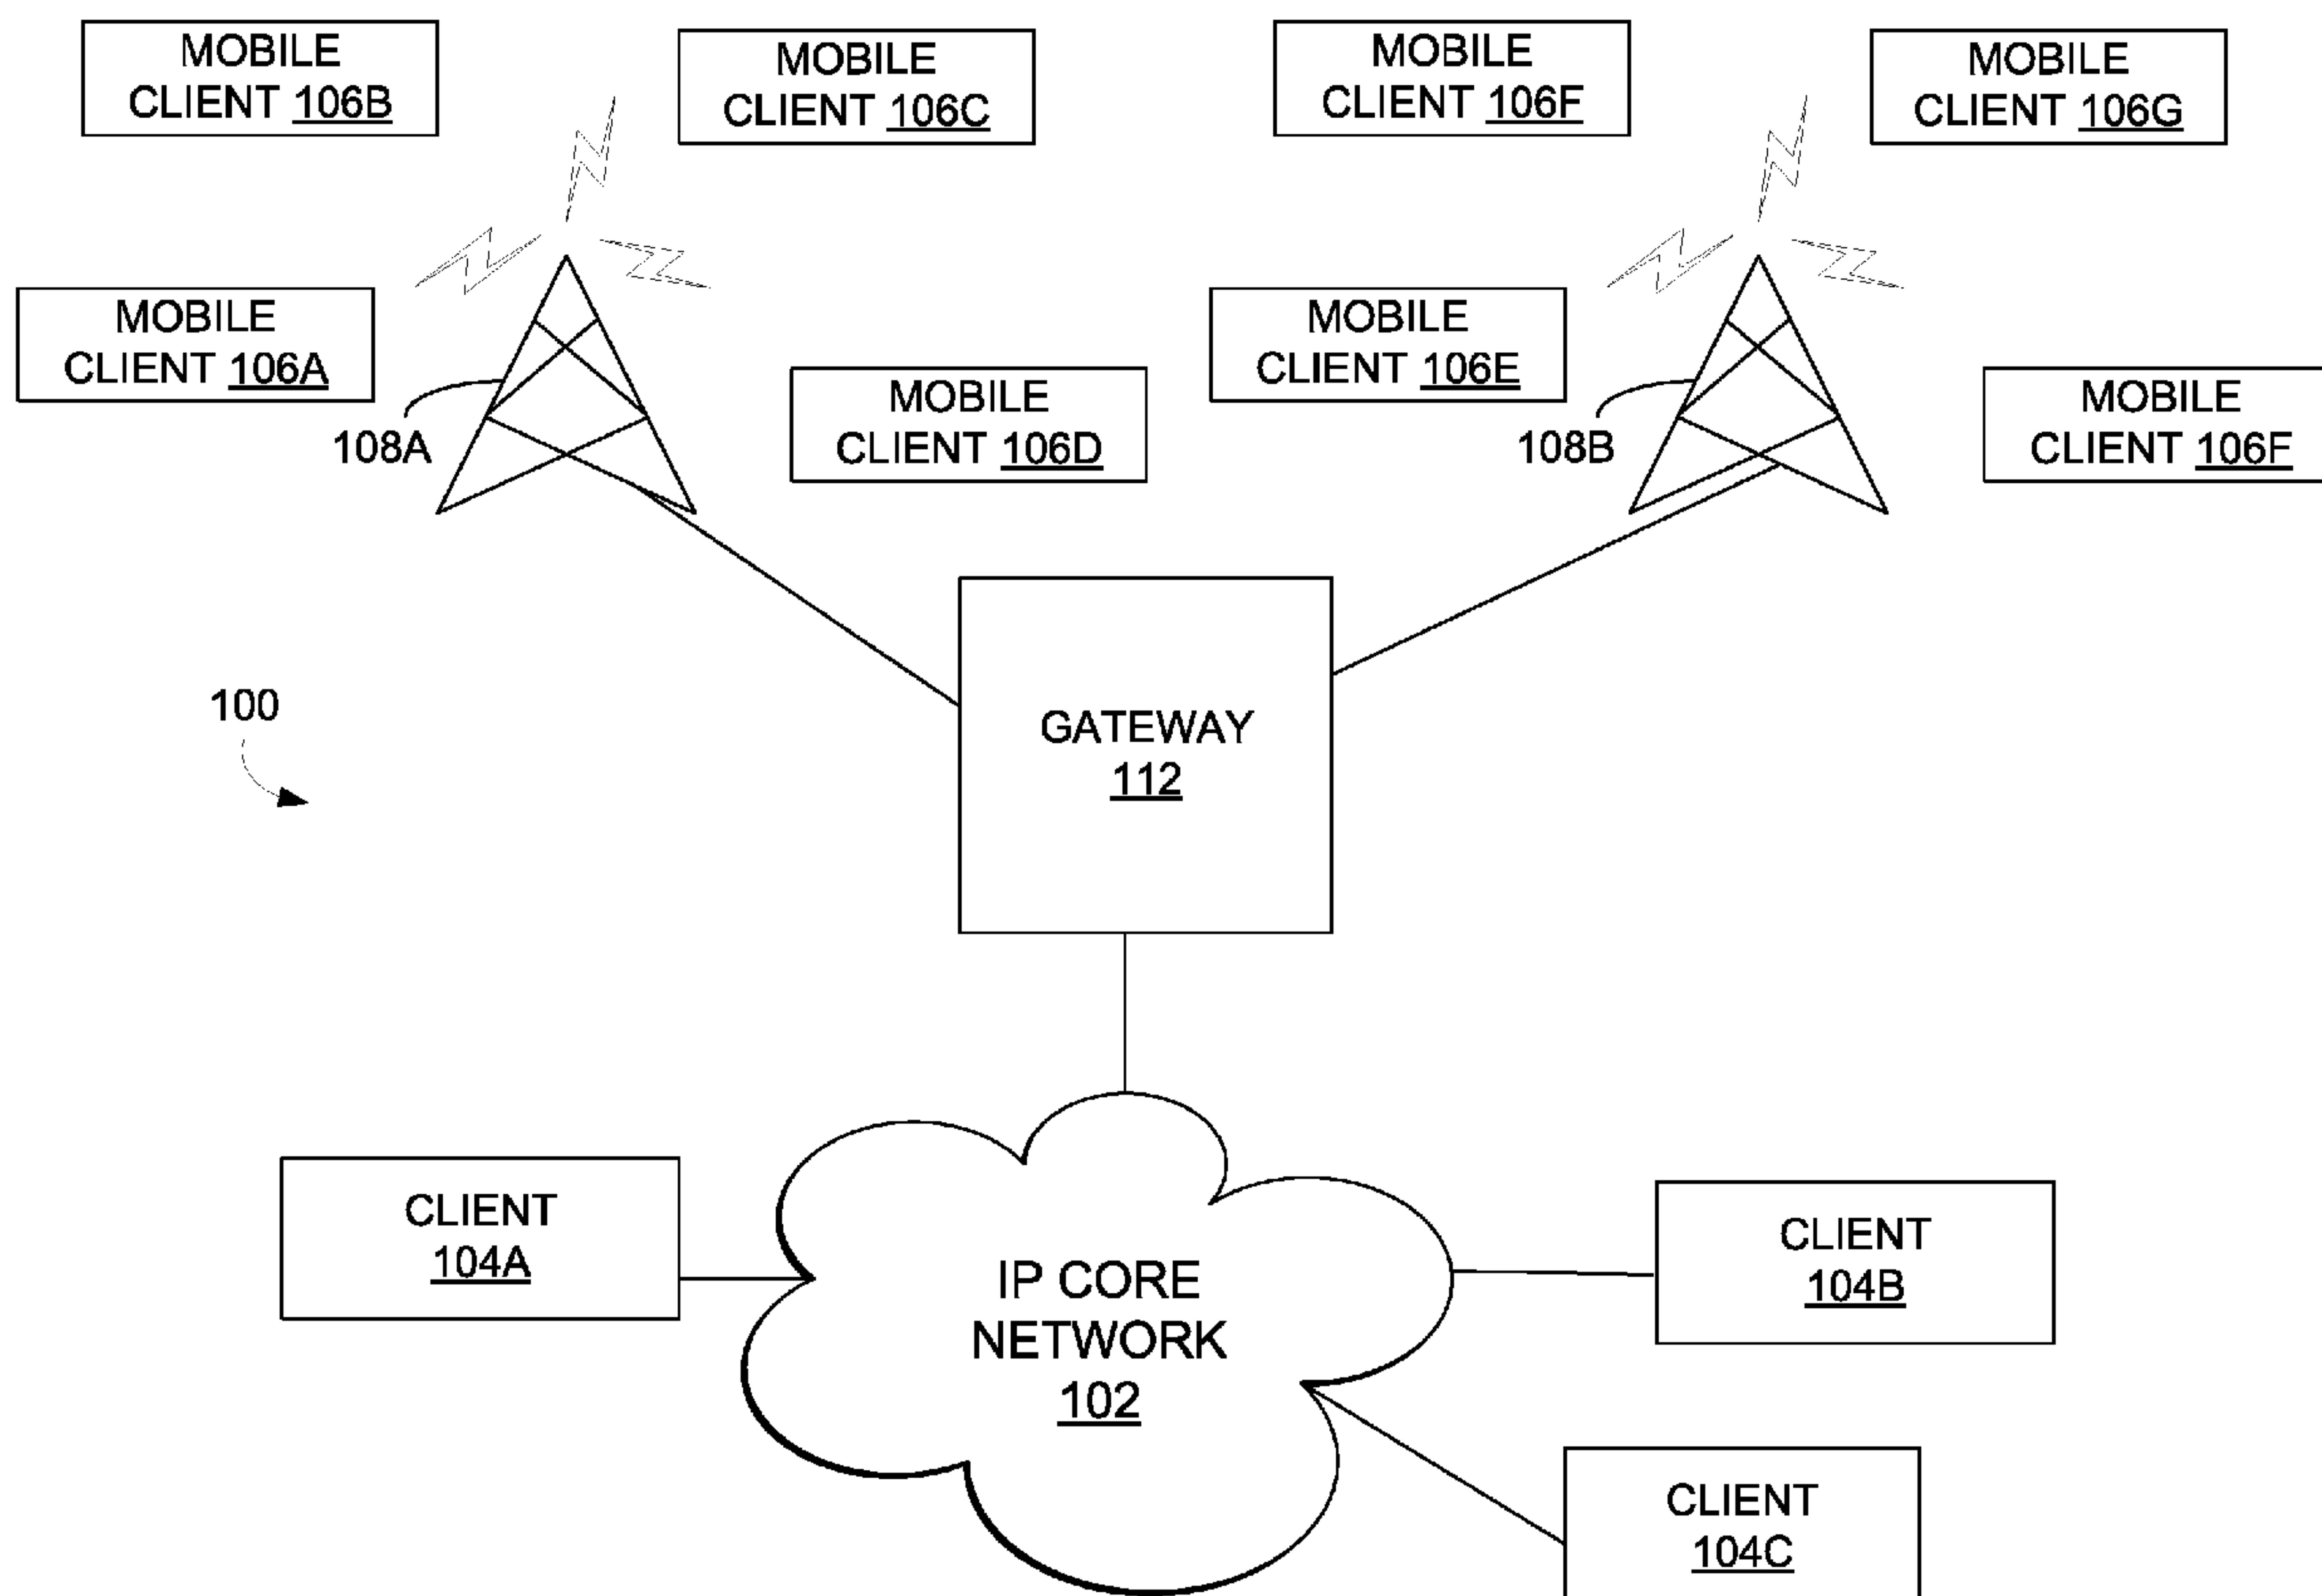 MOBILE
CLIENT 106B
MOBILE
CLIENT 106C
MOBILE
CLIENT 106F
MOBILE
CLIENT 106G
MOBILE
CLIENT 106A
108A
MOBILE
CLIENT 106D
MOBILE
CLIENT 106E
108B
MOBILE
CLIENT 106F
100
GATEWAY
112
CLIENT
104A
IP CORE
NETWORK
102
CLIENT
104B
CLIENT
104C